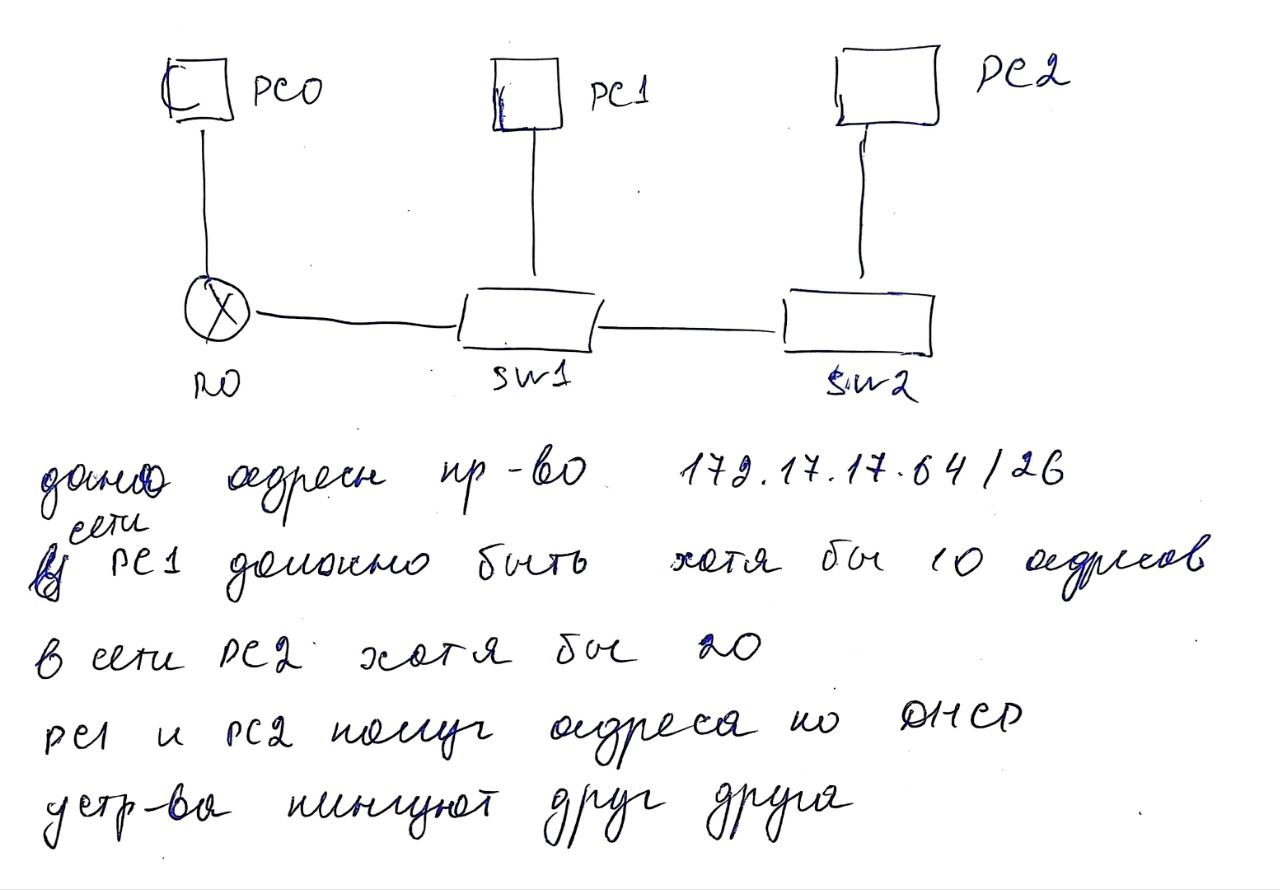 PC0 PC1 PC2
R0 SW1 SW2
дано адресн пр-во 172.17.17.64/26
сети
в PC1 должно быть хотя бы 10 адресов
в сети PC2 хотя бы 20
PC1 и PC2 получ адреса по DHCP
устр-ва пингуют друг друга